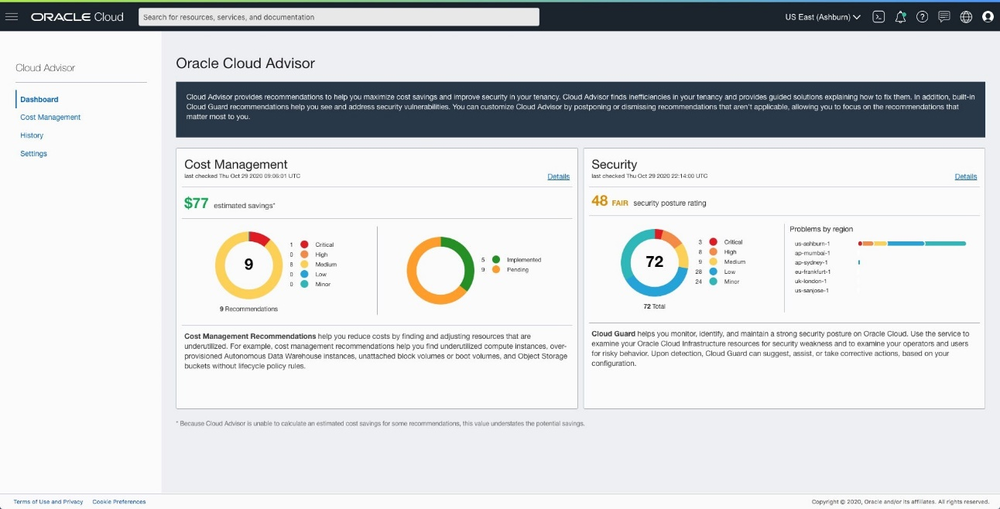 ORACLE Cloud
Search for resources, services, and documentation
US East (Ashburn)
Cloud Advisor
Dashboard
Cost Management
History
Settings
Oracle Cloud Advisor
Cloud Advisor provides recommendations to help you maximize cost savings and improve security in your tenancy. Cloud Advisor finds inefficiencies in your tenancy and provides guided solutions explaining how to fix them. In addition, built-in
Cloud Guard recommendations help you see and address security vulnerabilities. You can customize Cloud Advisor by postponing or dismissing recommendations that aren't applicable, allowing you to focus on the recommendations that
matter most to you.
Cost Management
last checked Thu Oct 29 2020 09:06:01 UTC
Details
$77 estimated savings*
9
1 Critical
0 High
8 Medium
0 Low
0 Minor
9 Recommendations
5 Implemented
9 Pending
Cost Management Recommendations help you reduce costs by finding and adjusting resources that are
underutilized. For example, cost management recommendations help you find underutilized compute instances, over-
provisioned Autonomous Data Warehouse instances, unattached block volumes or boot volumes, and Object Storage
buckets without lifecycle policy rules.
Security
last checked Thu Oct 29 2020 22:14:00 UTC
Details
48 FAIR security posture rating
72
3 Critical
8 High
9 Medium
28 Low
24 Minor
72 Total
Problems by region
us-ashburn-1
ap-mumbai-1
ap-sydney-1
eu-frankfurt-1
uk-london-1
us-sanjose-1
Cloud Guard helps you monitor, identify, and maintain a strong security posture on Oracle Cloud. Use the service to
examine your Oracle Cloud Infrastructure resources for security weakness and to examine your operators and users
for risky behavior. Upon detection, Cloud Guard can suggest, assist, or take corrective actions, based on your
configuration.
* Because Cloud Advisor is unable to calculate an estimated cost savings for some recommendations, this value understates the potential savings.
Terms of Use and Privacy
Cookie Preferences
Copyright © 2020, Oracle and/or its affiliates. All rights reserved.